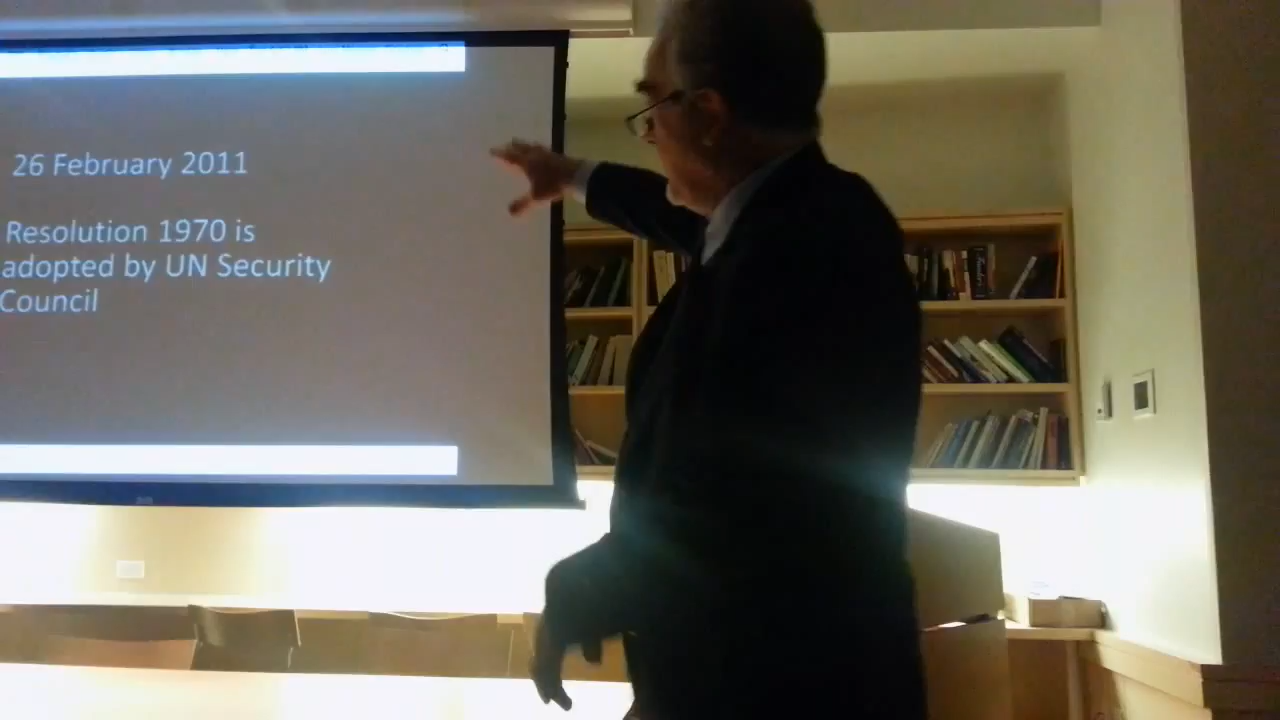 26 February 2011
Resolution 1970 is
adopted by UN Security
Council